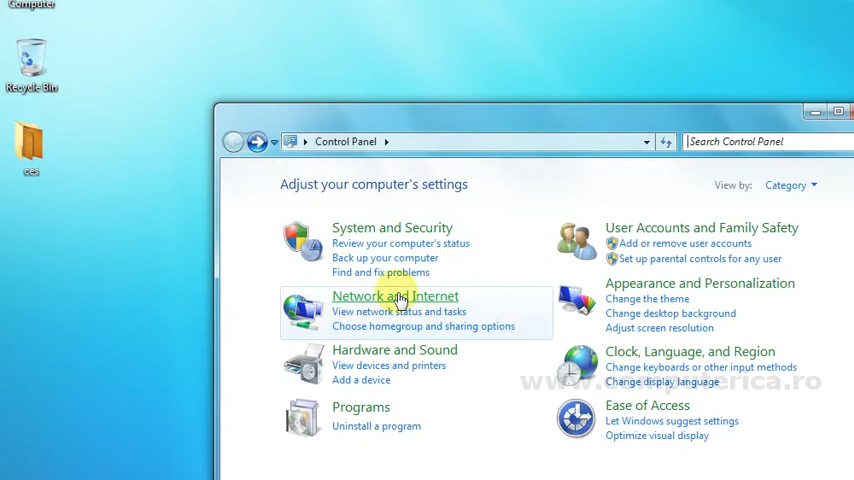 Computer
Recycle Bin
ces
Control Panel
Search Control Panel
Adjust your computer's settings
View by: Category
System and Security
Review your computer's status
Back up your computer
Find and fix problems
Network and Internet
View network status and tasks
Choose homegroup and sharing options
Hardware and Sound
View devices and printers
Add a device
Programs
Uninstall a program
User Accounts and Family Safety
Add or remove user accounts
Set up parental controls for any user
Appearance and Personalization
Change the theme
Change desktop background
Adjust screen resolution
Clock, Language, and Region
Change keyboards or other input methods
Change display language
Ease of Access
Let Windows suggest settings
Optimize visual display
www.computerica.ro